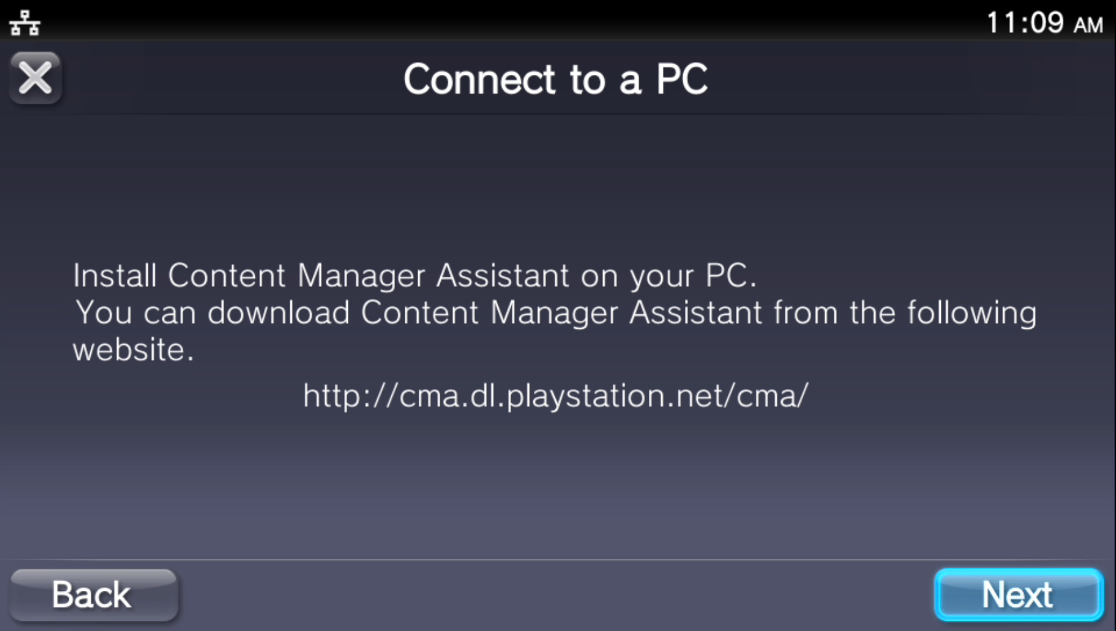 11:09 AM
Connect to a PC
Install Content Manager Assistant on your PC.
You can download Content Manager Assistant from the following
website.
http://cma.dl.playstation.net/cma/
Back
Next